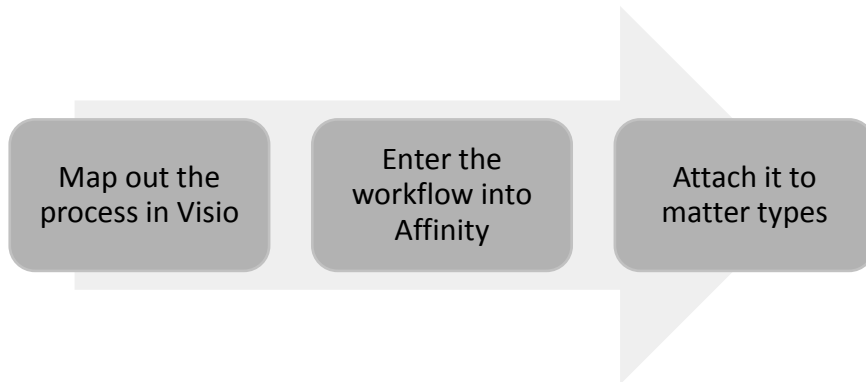 Map out the
process in Visio
Enter the
workflow into
Affinity
Attach it to
matter types